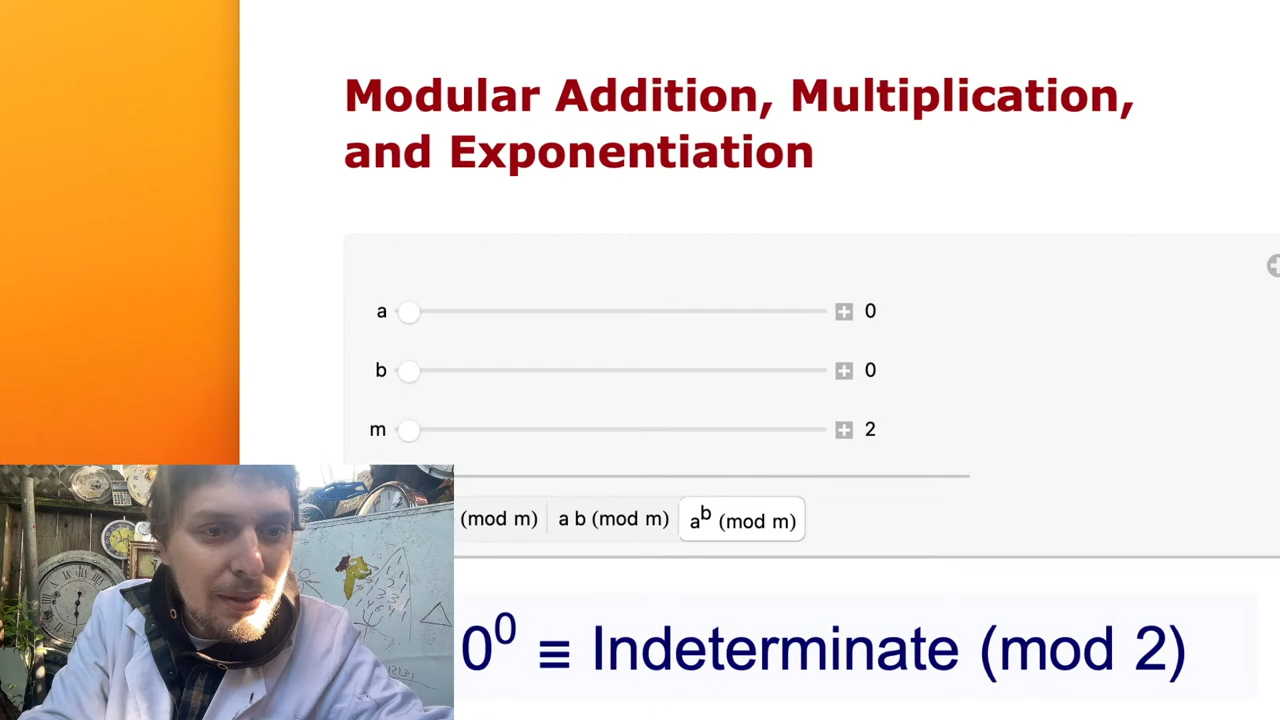 Modular Addition, Multiplication,
and Exponentiation
a 0
b 0
m 2
(mod m) a b (mod m) a^b (mod m)
0^0 ≡ Indeterminate (mod 2)